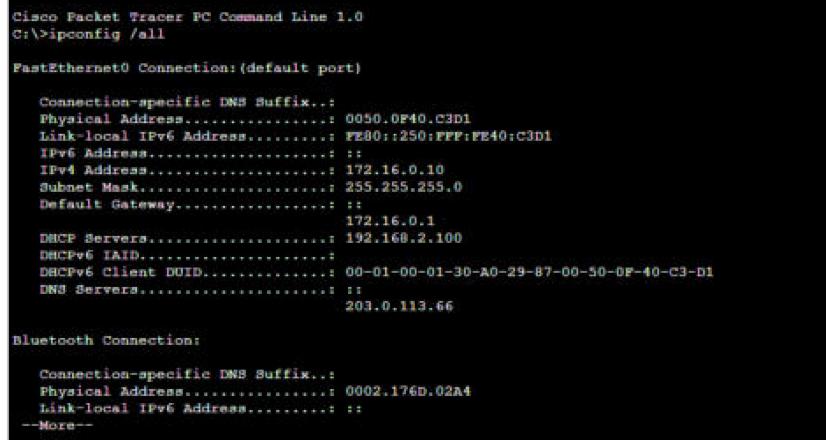 Cisco Packet Tracer PC Command Line 1.0
C:\>ipconfig /all
FastEthernet0 Connection:(default port)
Connection-specific DNS Suffix..:
Physical Address................: 0050.0F40.C3D1
Link-local IPv6 Address.........: FE80::250:FFF:FE40:C3D1
IPv6 Address....................: ::
IPv4 Address....................: 172.16.0.10
Subnet Mask.....................: 255.255.255.0
Default Gateway.................: ::
172.16.0.1
DHCP Servers....................: 192.168.2.100
DHCPv6 IAID.....................:
DHCPv6 Client DUID..............: 00-01-00-01-30-A0-29-87-00-50-0F-40-C3-D1
DNS Servers.....................: ::
203.0.113.66
Bluetooth Connection:
Connection-specific DNS Suffix..:
Physical Address................: 0002.176D.02A4
Link-local IPv6 Address.........: ::
--More--